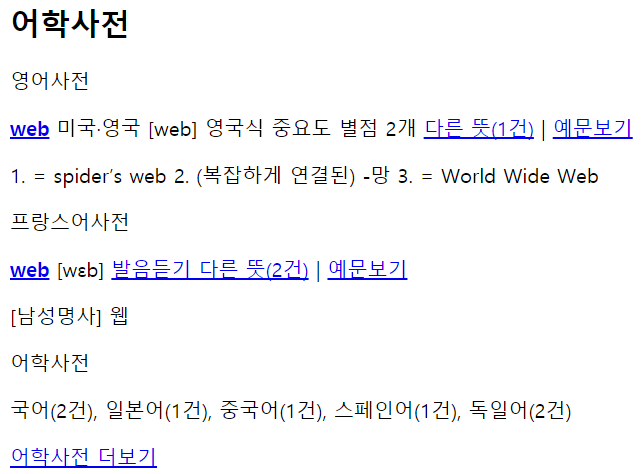 어학사전
영어사전
web 미국·영국 [web] 영국식 중요도 별점 2개 다른 뜻(1건) | 예문보기
1. = spider’s web 2. (복잡하게 연결된) -망 3. = World Wide Web
프랑스어사전
web [wɛb] 발음듣기 다른 뜻(2건) | 예문보기
[남성명사] 웹
어학사전
국어(2건), 일본어(1건), 중국어(1건), 스페인어(1건), 독일어(2건)
어학사전 더보기